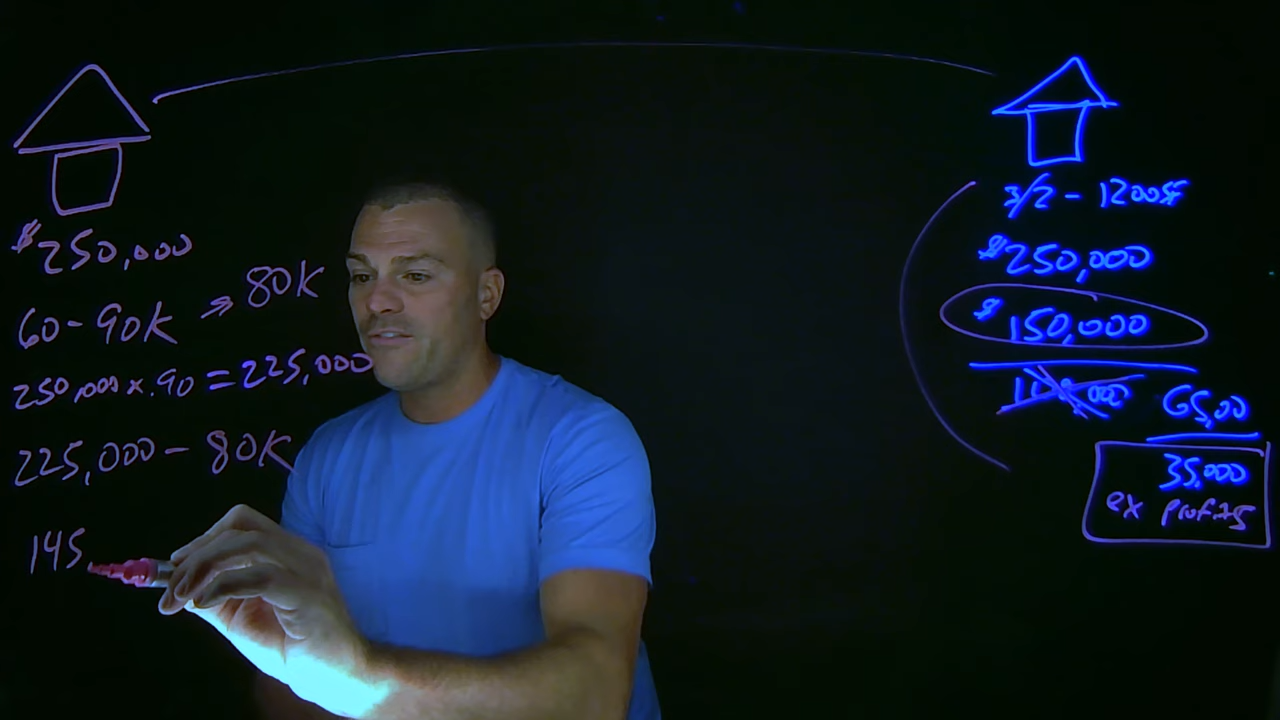 $250,000
60-90K → 80K
250,000 x .90 = 225,000
225,000 - 80K
145
3/2 - 1200SF
$250,000
$150,000
65,00
35,000
ex profits